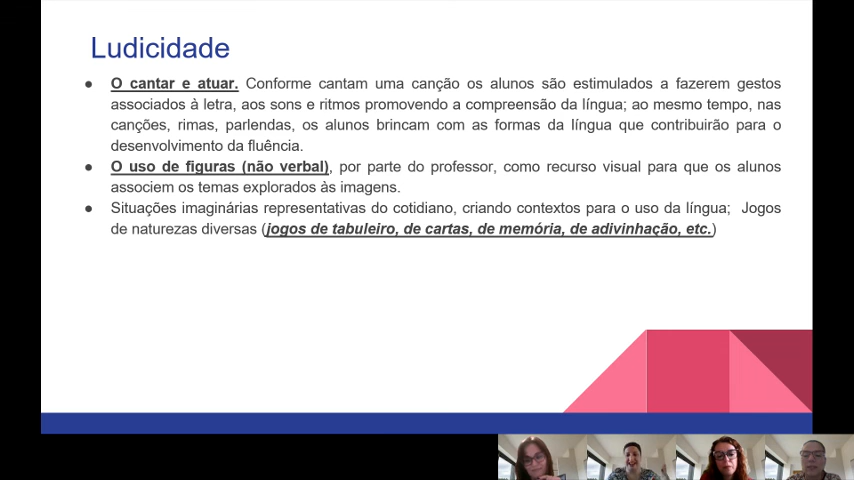 Ludicidade
● O cantar e atuar. Conforme cantam uma canção os alunos são estimulados a fazerem gestos
associados à letra, aos sons e ritmos promovendo a compreensão da língua; ao mesmo tempo, nas
canções, rimas, parlendas, os alunos brincam com as formas da língua que contribuirão para o
desenvolvimento da fluência.
● O uso de figuras (não verbal), por parte do professor, como recurso visual para que os alunos
associem os temas explorados às imagens.
● Situações imaginárias representativas do cotidiano, criando contextos para o uso da língua; Jogos
de naturezas diversas (jogos de tabuleiro, de cartas, de memória, de adivinhação, etc.)